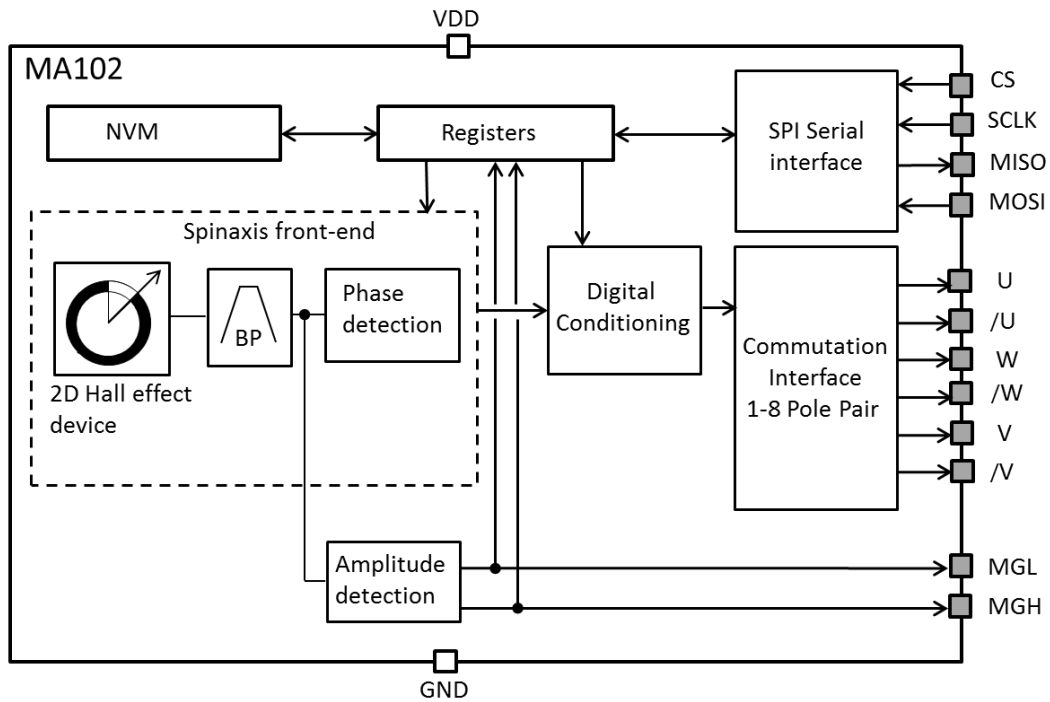 VDD
MA102
NVM
Registers
SPI Serial
interface
CS
SCLK
MISO
MOSI
Spinaxis front-end
2D Hall effect
device
BP
Phase
detection
Digital
Conditioning
Commutation
Interface
1-8 Pole Pair
U
/U
W
/W
V
/V
Amplitude
detection
MGL
MGH
GND